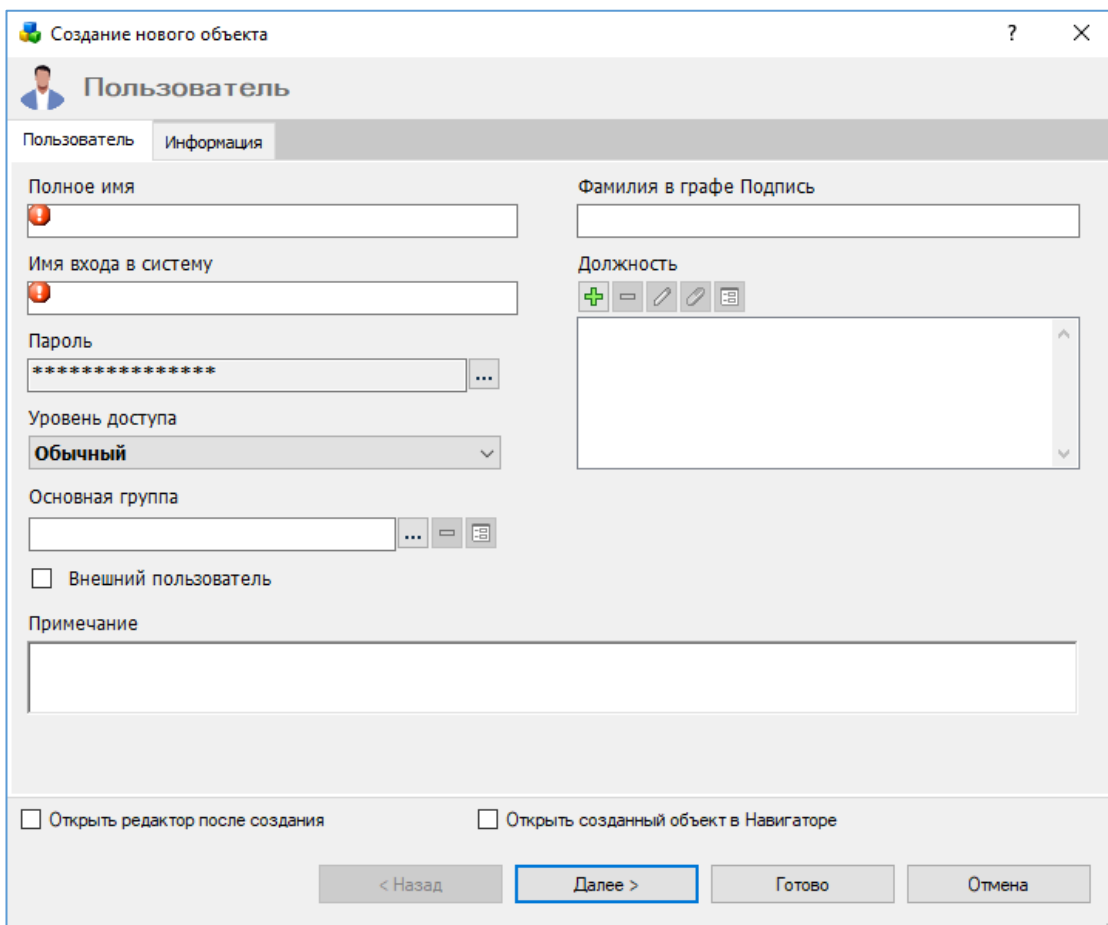 Создание нового объекта
?
Пользователь
Пользователь
Информация
Полное имя
Фамилия в графе Подпись
Имя входа в систему
Должность
Пароль
***************
...
Уровень доступа
Обычный
Основная группа
...
Внешний пользователь
Примечание
Открыть редактор после создания
Открыть созданный объект в Навигаторе
< Назад
Далее >
Готово
Отмена